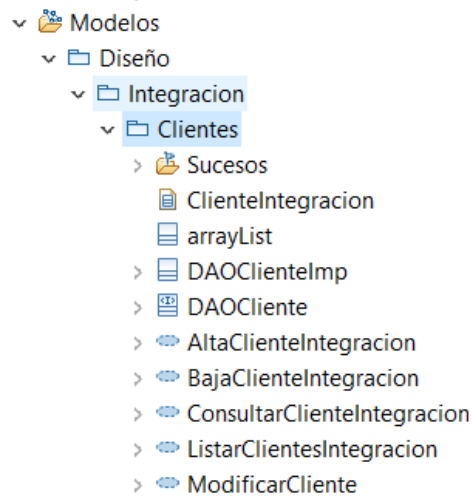 Modelos
Diseño
Integracion
Clientes
Sucesos
ClienteIntegracion
arrayList
DAOClienteImp
DAOCliente
AltaClienteIntegracion
BajaClienteIntegracion
ConsultarClienteIntegracion
ListarClientesIntegracion
ModificarCliente